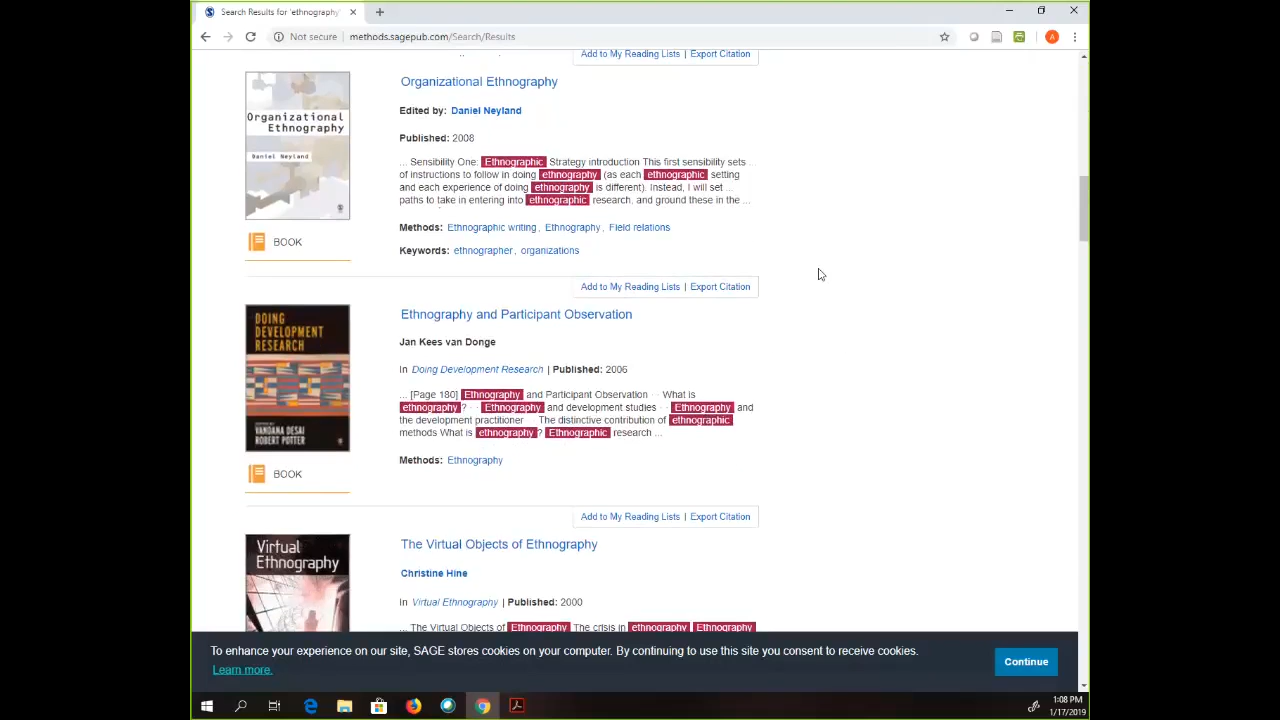 Search Results for 'ethnography'
Not secure | methods.sagepub.com/Search/Results
A
Add to My Reading Lists | Export Citation
Organizational Ethnography
Edited by: Daniel Neyland
Published: 2008
Organizational
Ethnography
Daniel Neyland
... Sensibility One: Ethnographic Strategy introduction This first sensibility sets
of instructions to follow in doing ethnography (as each ethnographic setting
and each experience of doing ethnography is different). Instead, I will set ...
paths to take in entering into ethnographic research, and ground these in the ...
Methods: Ethnographic writing, Ethnography, Field relations
BOOK
Keywords: ethnographer, organizations
Add to My Reading Lists | Export Citation
Ethnography and Participant Observation
DOING
DEVELOPMENT
RESEARCH
Jan Kees van Donge
In Doing Development Research | Published: 2006
... [Page 180] Ethnography and Participant Observation · · What is
ethnography? · · Ethnography and development studies · · Ethnography and
the development practitioner The distinctive contribution of ethnographic
methods What is ethnography? Ethnographic research ...
VANDANA DESAI
ROBERT POTTER
Methods: Ethnography
BOOK
Add to My Reading Lists | Export Citation
The Virtual Objects of Ethnography
Virtual
Ethnography
Christine Hine
In Virtual Ethnography | Published: 2000
... The Virtual Objects of Ethnography The crisis in ethnography Ethnography
To enhance your experience on our site, SAGE stores cookies on your computer. By continuing to use this site you consent to receive cookies.
Learn more.
Continue
1:08 PM
1/17/2019